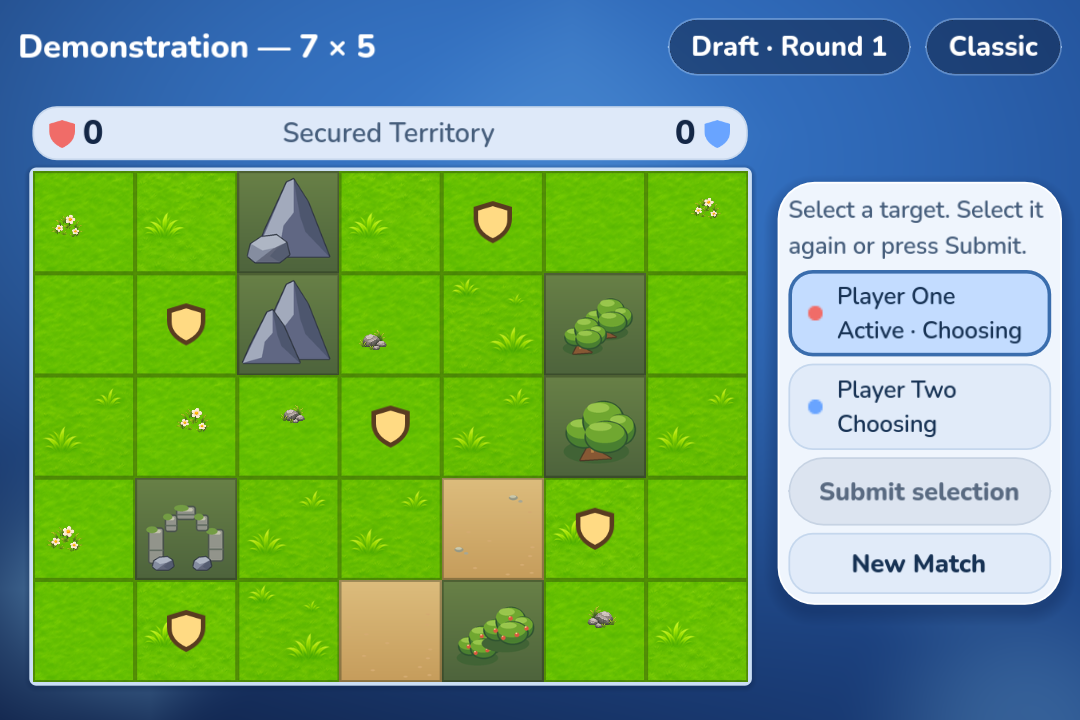 Demonstration — 7 × 5
Draft · Round 1
Classic
0
Secured Territory
0
Select a target. Select it
again or press Submit.
Player One
Active · Choosing
Player Two
Choosing
Submit selection
New Match